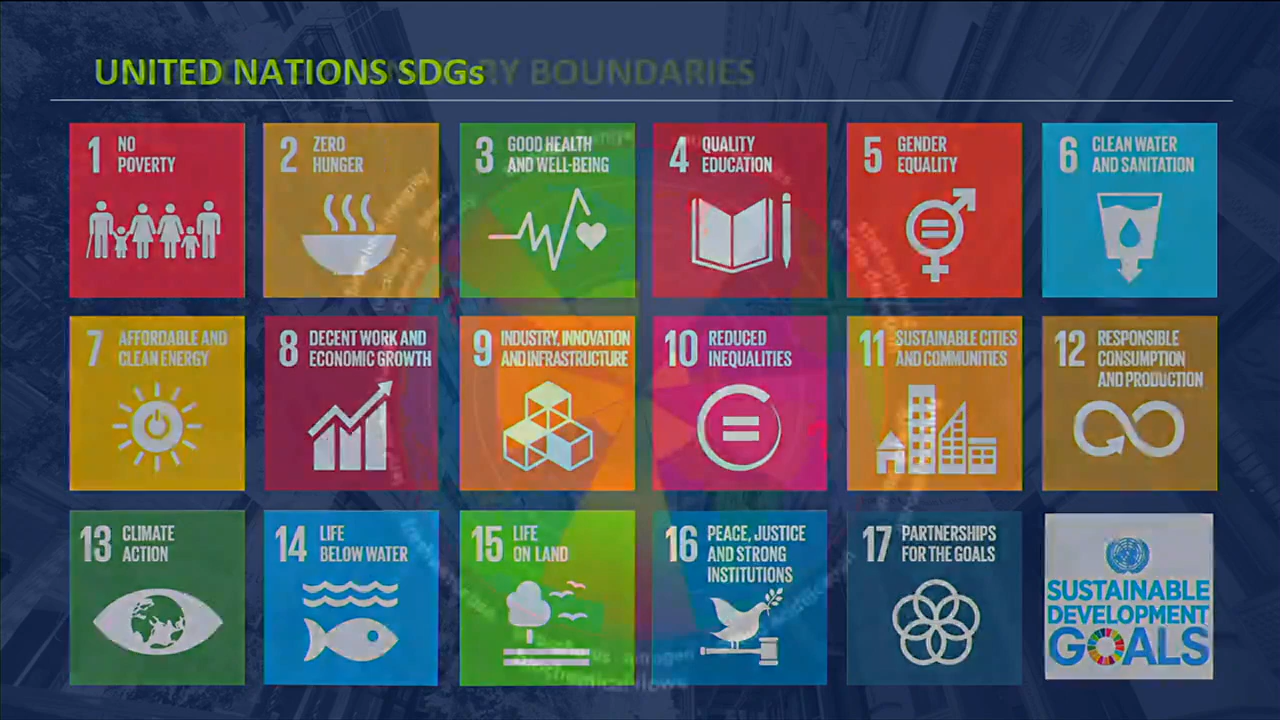 UNITED NATIONS SDGs
BOUNDARIES
1 NO
POVERTY
2 ZERO
HUNGER
3 GOOD HEALTH
AND WELL-BEING
4 QUALITY
EDUCATION
5 GENDER
EQUALITY
6 CLEAN WATER
AND SANITATION
7 AFFORDABLE AND
CLEAN ENERGY
8 DECENT WORK AND
ECONOMIC GROWTH
9 INDUSTRY, INNOVATION
AND INFRASTRUCTURE
10 REDUCED
INEQUALITIES
11 SUSTAINABLE CITIES
AND COMMUNITIES
12 RESPONSIBLE
CONSUMPTION
AND PRODUCTION
13 CLIMATE
ACTION
14 LIFE
BELOW WATER
15 LIFE
ON LAND
16 PEACE, JUSTICE
AND STRONG
INSTITUTIONS
17 PARTNERSHIPS
FOR THE GOALS
SUSTAINABLE
DEVELOPMENT
GOALS